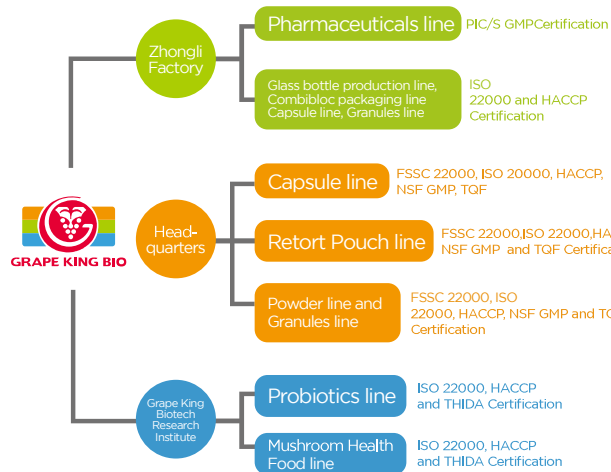 Zhongli
Factory
Pharmaceuticals line
PIC/S GMPCertification
Glass bottle production line,
Combibloc packaging line
Capsule line, Granules line
ISO
22000 and HACCP
Certification
GRAPE KING BIO
Head-
quarters
Capsule line
FSSC 22000, ISO 20000, HACCP,
NSF GMP, TQF
Retort Pouch line
FSSC 22000,ISO 22000,HA
NSF GMP and TQF Certifica
Powder line and
Granules line
FSSC 22000, ISO
22000, HACCP, NSF GMP and TQ
Certification
Grape King
Biotech
Research
Institute
Probiotics line
ISO 22000, HACCP
and THIDA Certification
Mushroom Health
Food line
ISO 22000, HACCP
and THIDA Certification